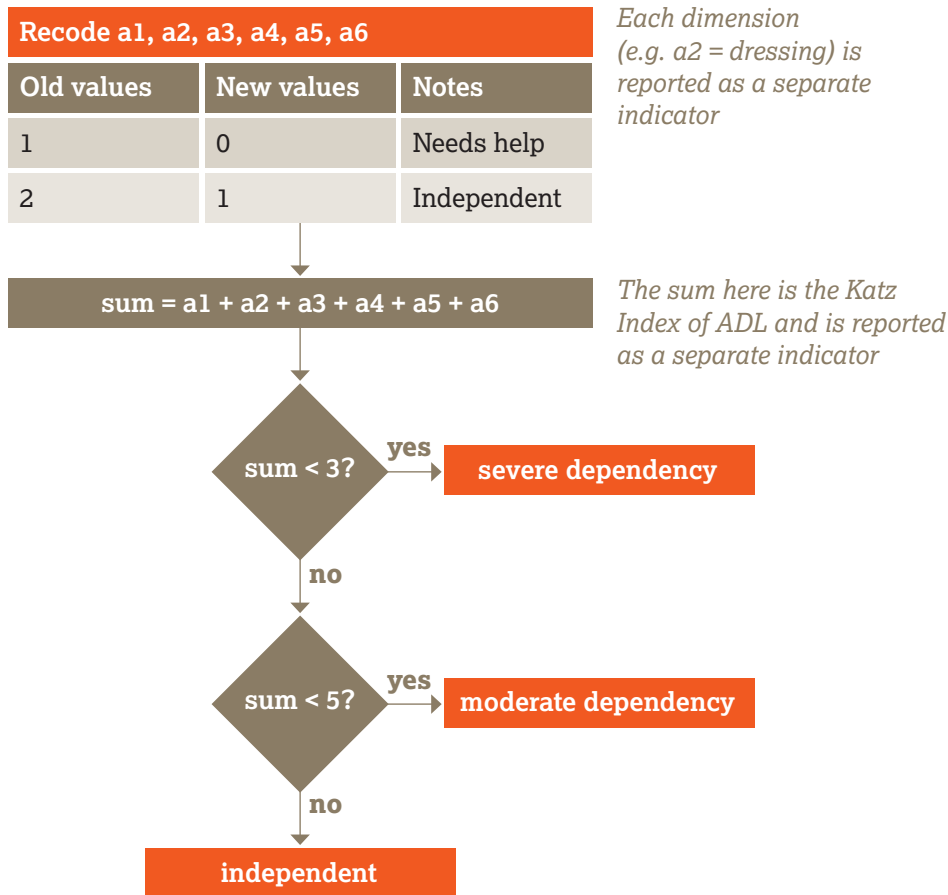 Recode a1, a2, a3, a4, a5, a6
Each dimension
(e.g. a2 = dressing) is
reported as a separate
indicator
Old values New values Notes
1 0 Needs help
2 1 Independent
sum = a1 + a2 + a3 + a4 + a5 + a6
The sum here is the Katz
Index of ADL and is reported
as a separate indicator
sum < 3?
yes
severe dependency
no
sum < 5?
yes
moderate dependency
no
independent